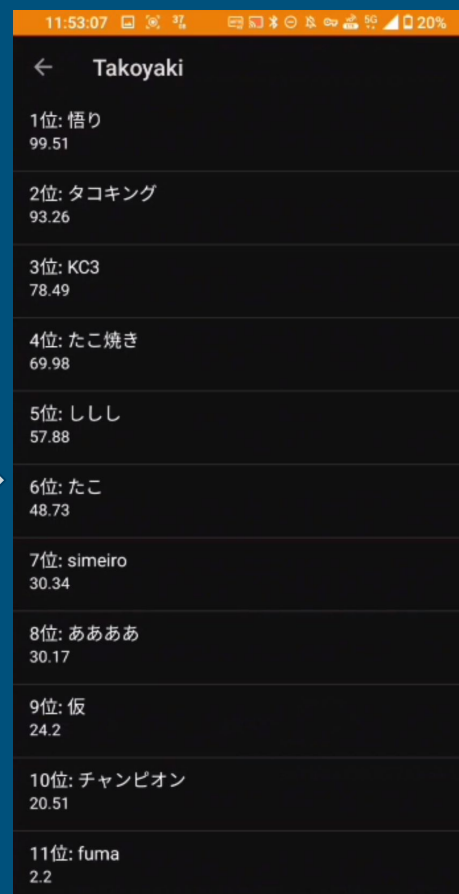 11:53:07 5G 20%
Takoyaki
1位: 悟り
99.51
2位: タコキング
93.26
3位: KC3
78.49
4位: たこ焼き
69.98
5位: ししし
57.88
6位: たこ
48.73
7位: simeiro
30.34
8位: ああああ
30.17
9位: 仮
24.2
10位: チャンピオン
20.51
11位: fuma
2.2